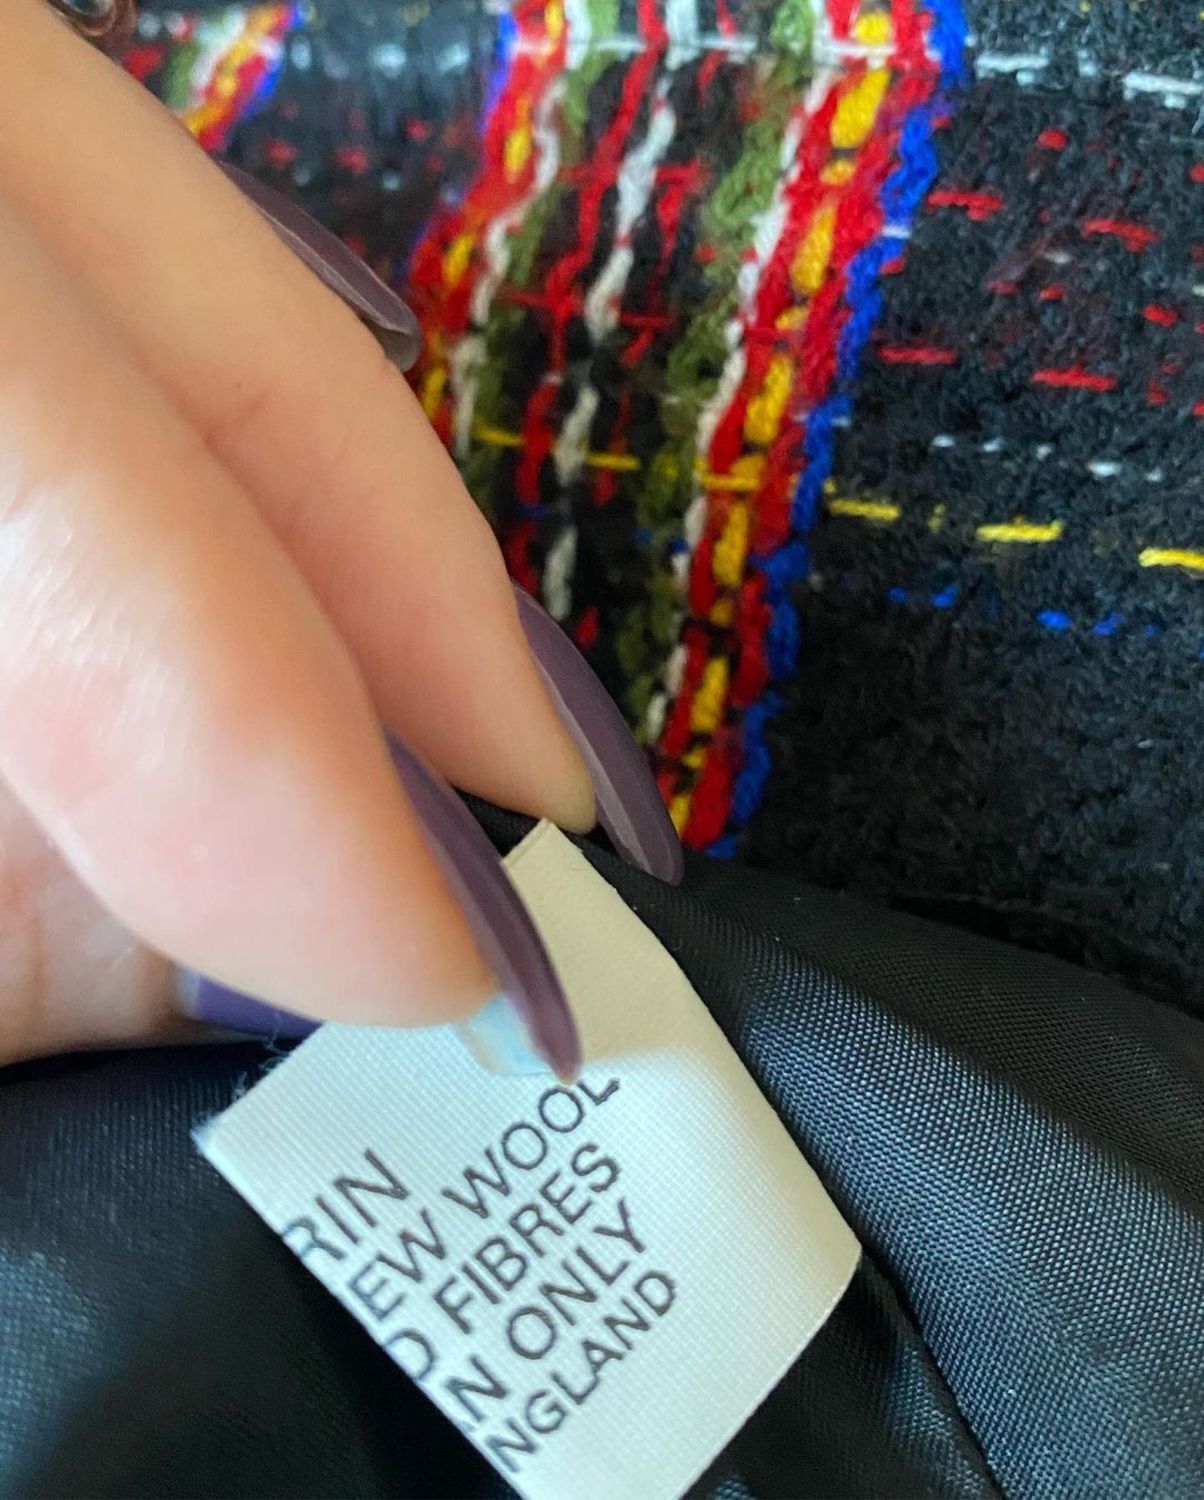 RIN
EW WOOL
D FIBRES
N ONLY
NGLAND